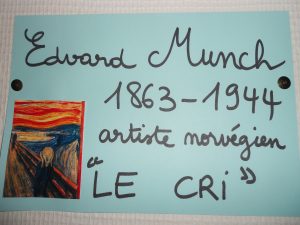 Edvard Munch
1863-1944
artiste norvégien
"LE CRI"